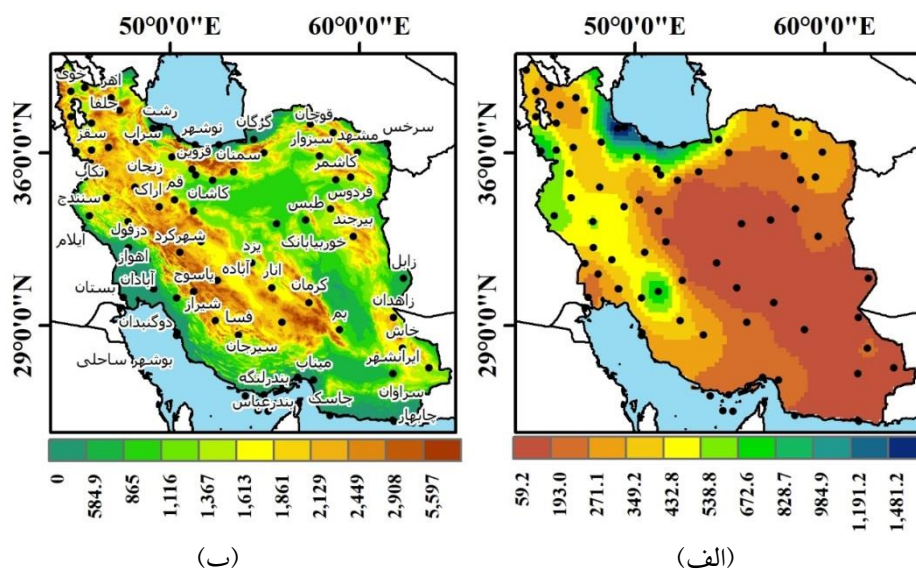 50°0'0"E 60°0'0"E 50°0'0"E 60°0'0"E
36°0'0"N 29°0'0"N
36°0'0"N 29°0'0"N
خوی
اهر
جلفا
سقز
سراب
رشت
نوشهر
گرگان
قوچان
مشهد
سرخس
سبزوار
قزوین
سمنان
تکاب
زنجان
کاشمر
سنندج
اراک
قم
کاشان
فردوس
طبس
بیرجند
ایلام
دزفول
شهرکرد
خوربیابانک
یزد
اهواز
آباده
انار
زابل
آبادان
یاسوج
کرمان
بستان
شیراز
زاهدان
دوگنبدان
فسا
بم
خاش
سیرجان
ایرانشهر
بوشهر ساحلی
میناب
بندرلنگه
سراوان
جاسک
بندرعباس
چابهار
0 584.9 865 1,116 1,367 1,613 1,861 2,129 2,449 2,908 5,597
59.2 193.0 271.1 349.2 432.8 538.8 672.6 828.7 984.9 1,191.2 1,481.2
(الف)
(ب)